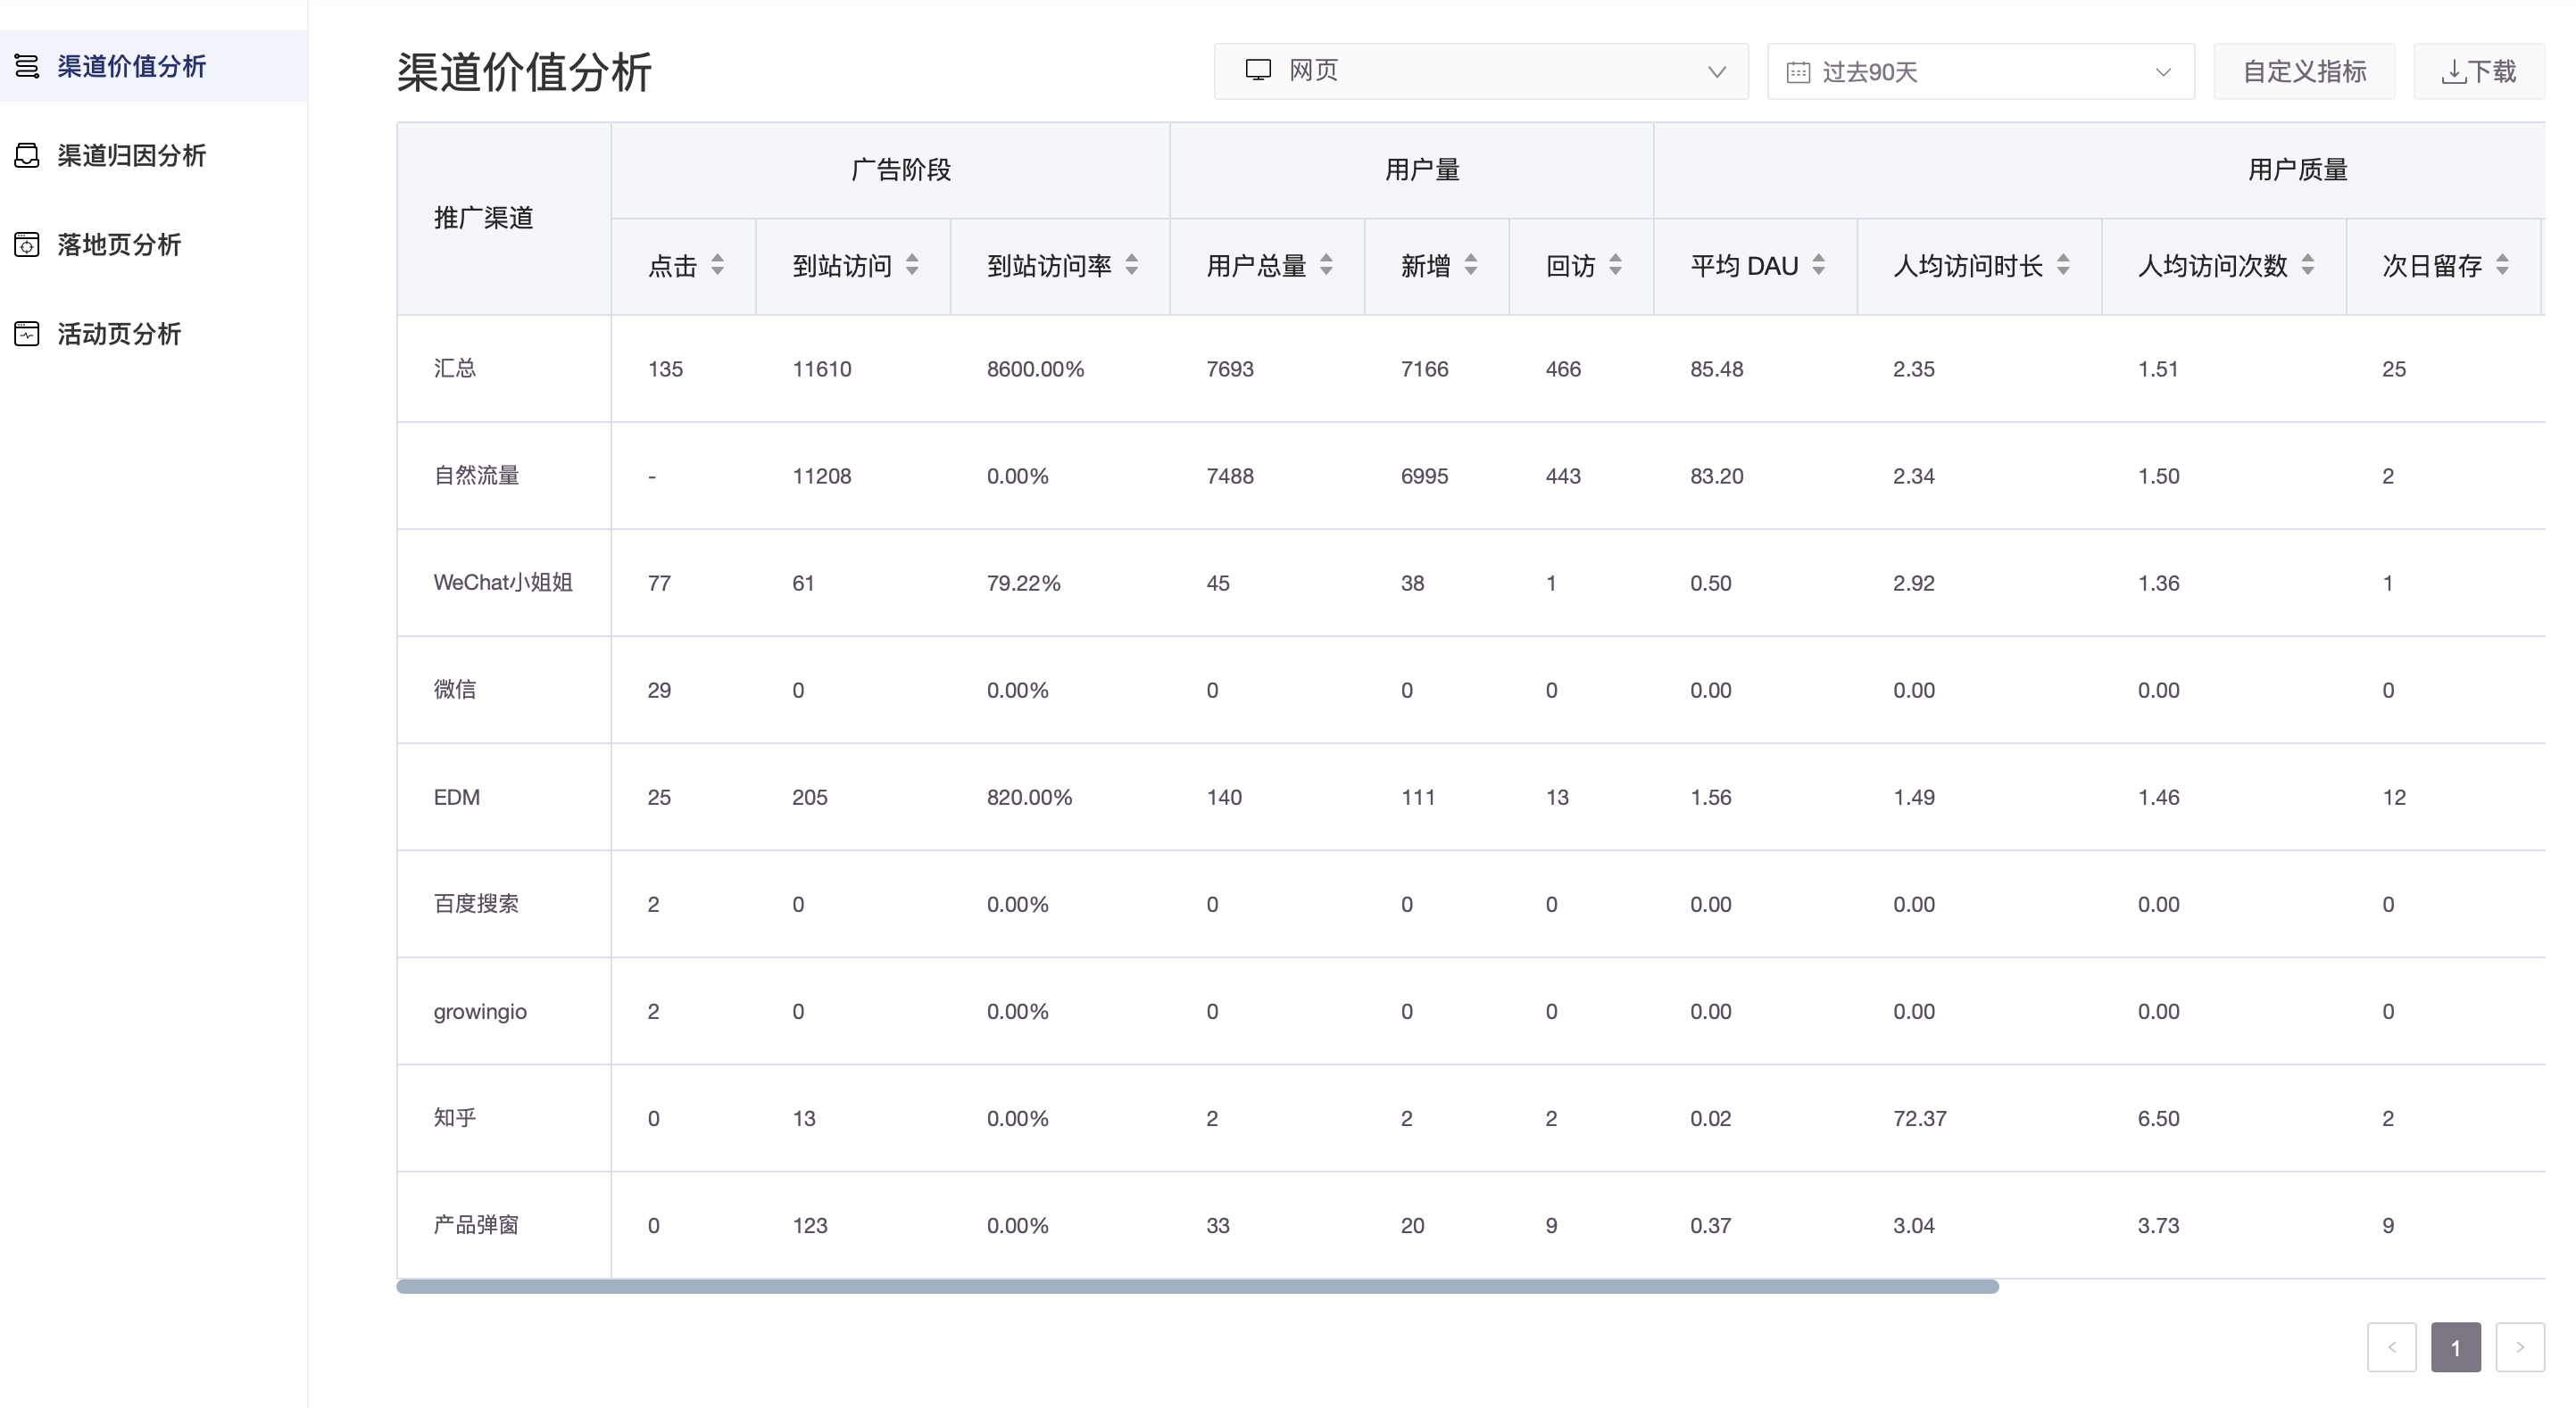 渠道价值分析
渠道归因分析
落地页分析
活动页分析
渠道价值分析
网页
过去90天
自定义指标
下载
推广渠道 广告阶段 用户量 用户质量
点击 到站访问 到站访问率 用户总量 新增 回访 平均 DAU 人均访问时长 人均访问次数 次日留存
汇总 135 11610 8600.00% 7693 7166 466 85.48 2.35 1.51 25
自然流量 - 11208 0.00% 7488 6995 443 83.20 2.34 1.50 2
WeChat小姐姐 77 61 79.22% 45 38 1 0.50 2.92 1.36 1
微信 29 0 0.00% 0 0 0 0.00 0.00 0.00 0
EDM 25 205 820.00% 140 111 13 1.56 1.49 1.46 12
百度搜索 2 0 0.00% 0 0 0 0.00 0.00 0.00 0
growingio 2 0 0.00% 0 0 0 0.00 0.00 0.00 0
知乎 0 13 0.00% 2 2 2 0.02 72.37 6.50 2
产品弹窗 0 123 0.00% 33 20 9 0.37 3.04 3.73 9
< 1 >